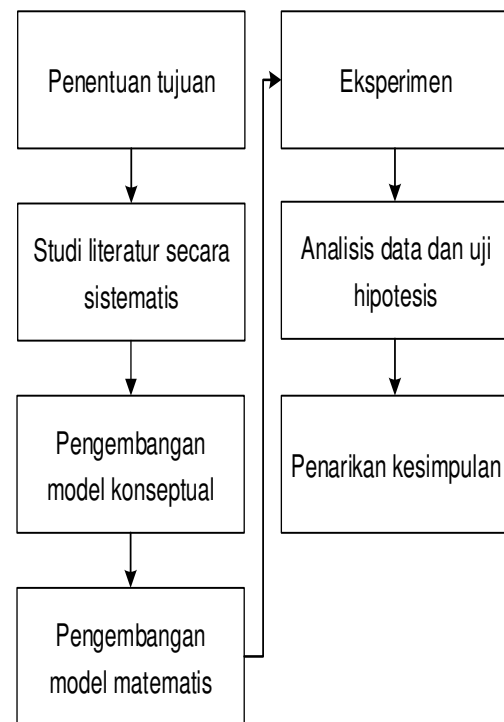 Penentuan tujuan
Studi literatur secara
sistematis
Pengembangan
model konseptual
Pengembangan
model matematis
Eksperimen
Analisis data dan uji
hipotesis
Penarikan kesimpulan